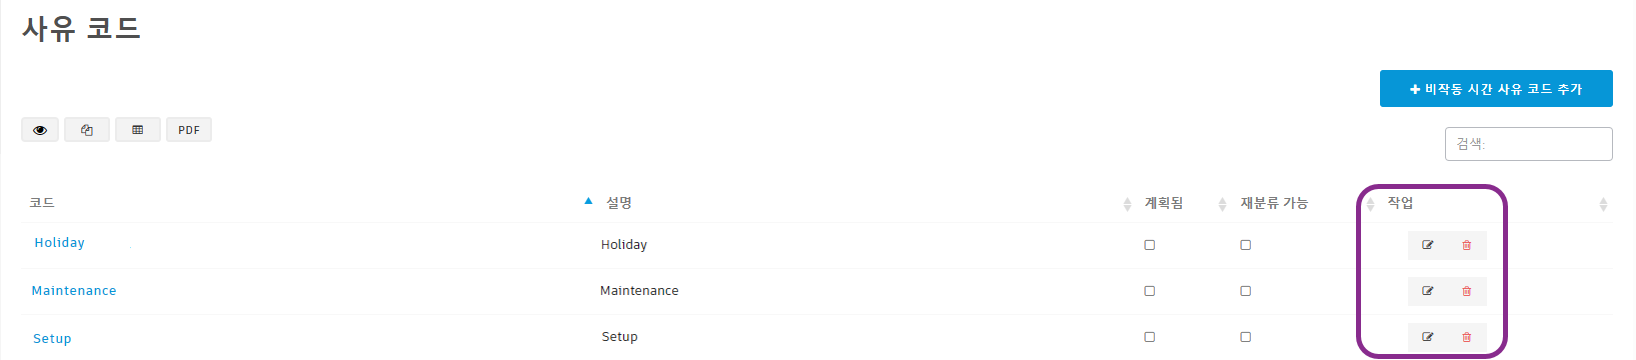 사유 코드
비작동 시간 사유 코드 추가
PDF
검색:
코드 설명 계획됨 재분류 가능 작업
Holiday Holiday
Maintenance Maintenance
Setup Setup